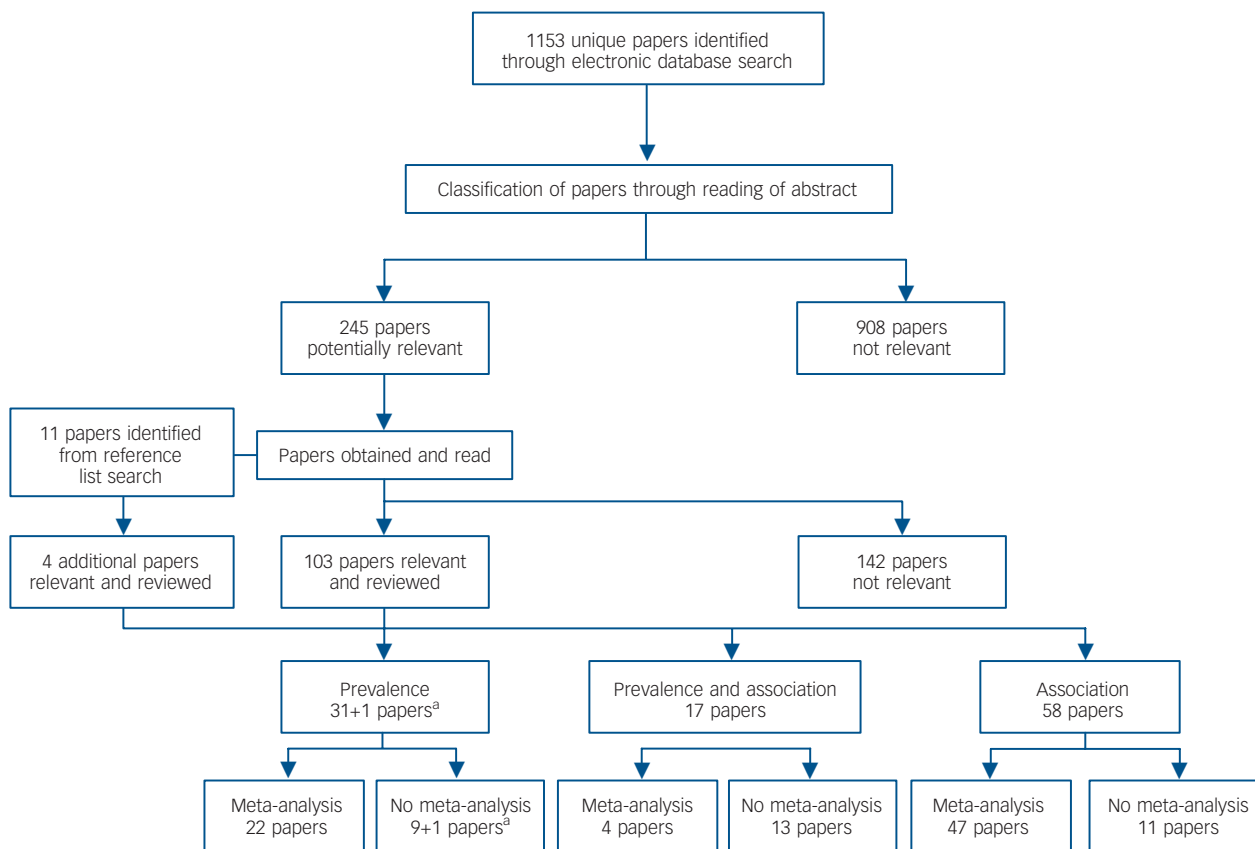 1153 unique papers identified
through electronic database search
Classification of papers through reading of abstract
245 papers
potentially relevant
908 papers
not relevant
11 papers identified
from reference
list search
Papers obtained and read
4 additional papers
relevant and reviewed
103 papers relevant
and reviewed
142 papers
not relevant
Prevalence
31+1 papersᵃ
Prevalence and association
17 papers
Association
58 papers
Meta-analysis
22 papers
No meta-analysis
9+1 papersᵃ
Meta-analysis
4 papers
No meta-analysis
13 papers
Meta-analysis
47 papers
No meta-analysis
11 papers